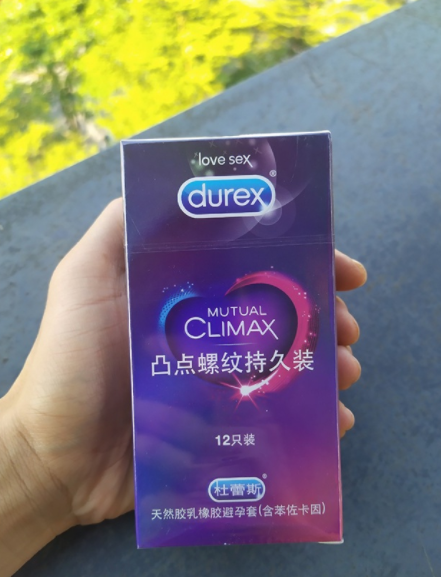 love sex
durex®
MUTUAL
CLIMAX
凸点螺纹持久装
12只装
杜蕾斯®
天然胶乳橡胶避孕套(含苯佐卡因)